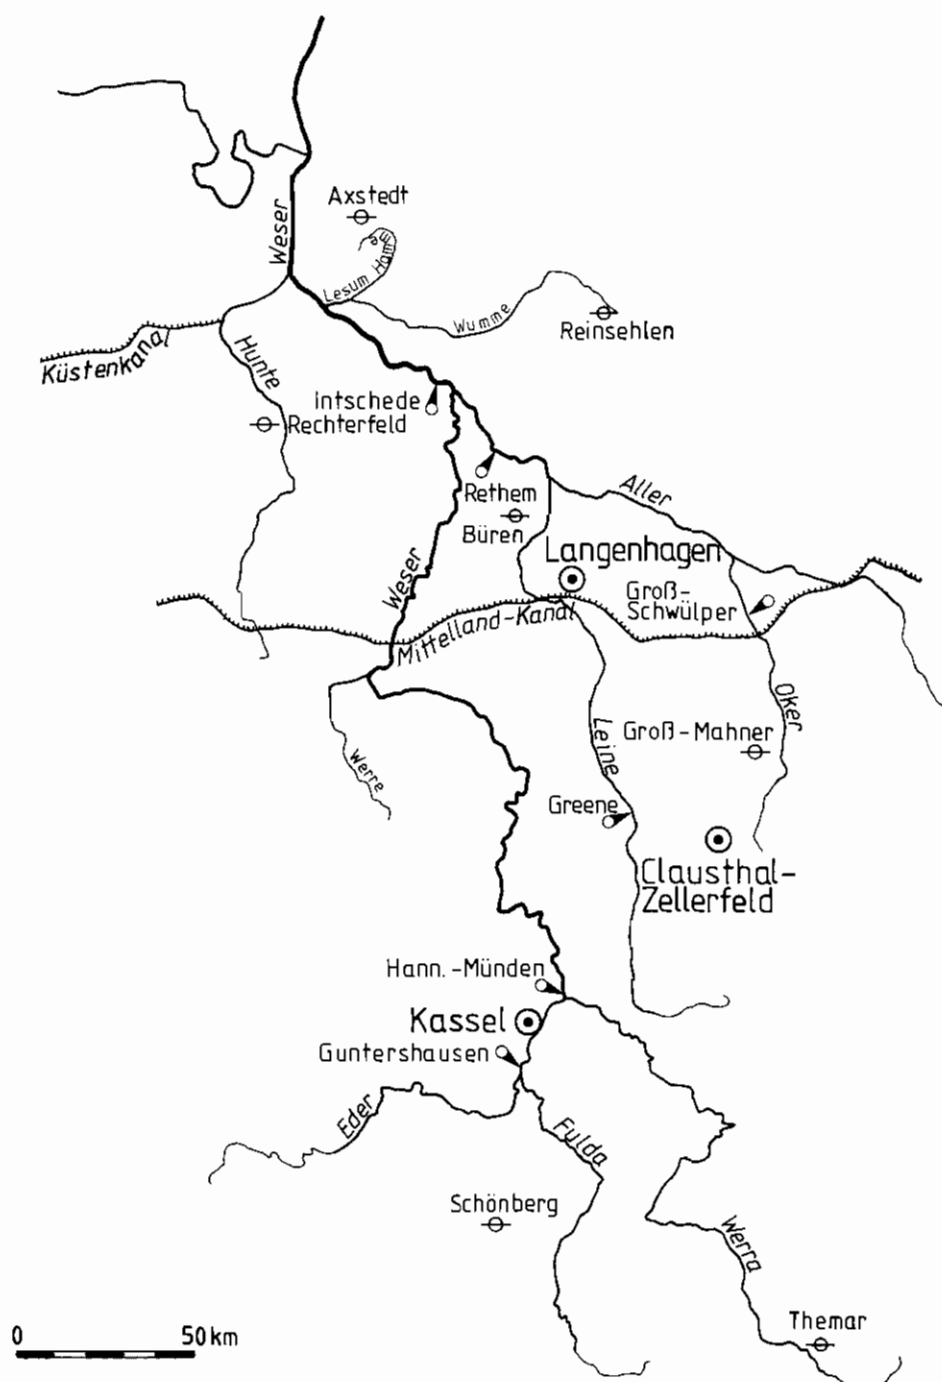 Axstedt
Weser
Lesum Hamme
Wumme
Reinsehlen
Küstenkanal
Hunte
Intschede
Rechterfeld
Rethem
Aller
Büren
Langenhagen
Weser
Groß-
Schwülper
Mittelland-Kanal
Oker
Leine
Groß-Mahner
Werre
Greene
Clausthal-
Zellerfeld
Hann.-Münden
Kassel
Guntershausen
Eder
Fulda
Schönberg
Werra
Themar
0 50 km